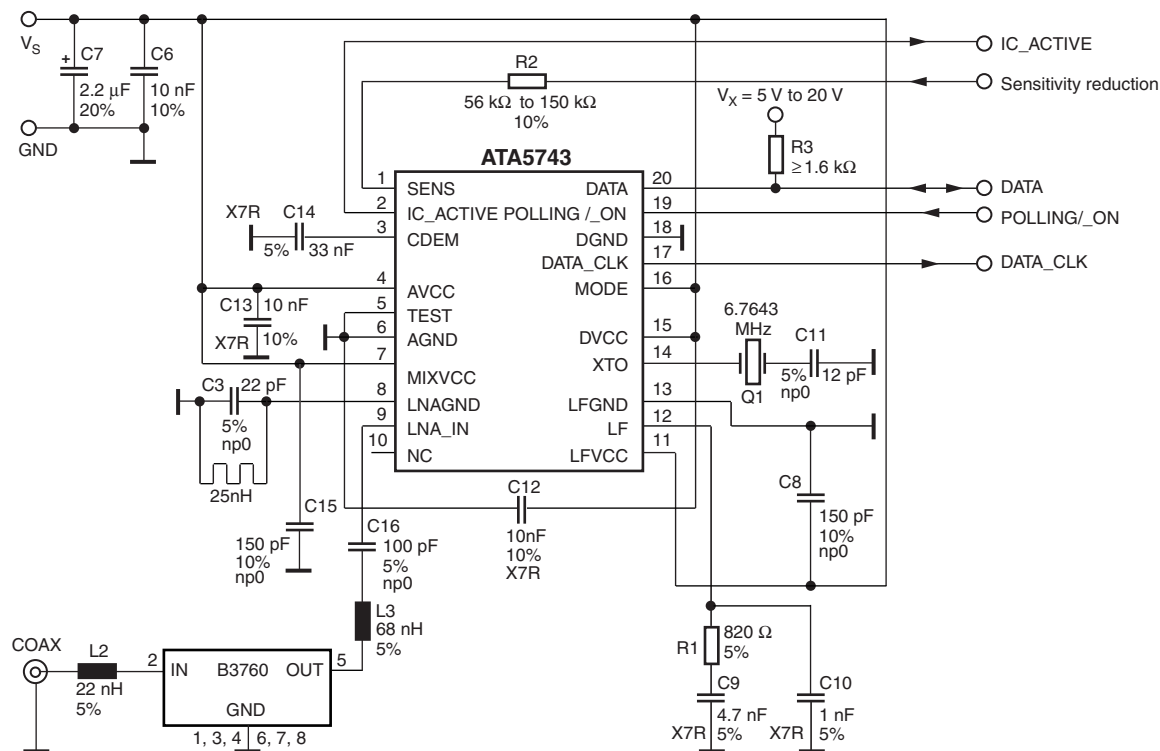 V_S
C7
+
2.2 µF
20%
C6
10 nF
10%
GND
IC_ACTIVE
R2
56 kΩ to 150 kΩ
10%
Sensitivity reduction
V_X = 5 V to 20 V
R3
≥1.6 kΩ
ATA5743
1 SENS
2 IC_ACTIVE
3 CDEM
4 AVCC
5 TEST
6 AGND
7 MIXVCC
8 LNAGND
9 LNA_IN
10 NC
DATA 20
POLLING /_ON 19
DGND 18
DATA_CLK 17
MODE 16
DVCC 15
XTO 14
LFGND 13
LF 12
LFVCC 11
DATA
POLLING/_ON
DATA_CLK
X7R
C14
5%
33 nF
C13
10 nF
X7R
10%
C3
22 pF
5%
np0
25nH
C15
150 pF
10%
np0
C12
10nF
10%
X7R
C16
100 pF
5%
np0
L3
68 nH
5%
6.7643
MHz
Q1
C11
5%
np0
12 pF
C8
150 pF
10%
np0
R1
820 Ω
5%
C9
4.7 nF
X7R
5%
C10
1 nF
X7R
5%
COAX
L2
22 nH
5%
2
IN
B3760
OUT
5
GND
1, 3, 4
6, 7, 8